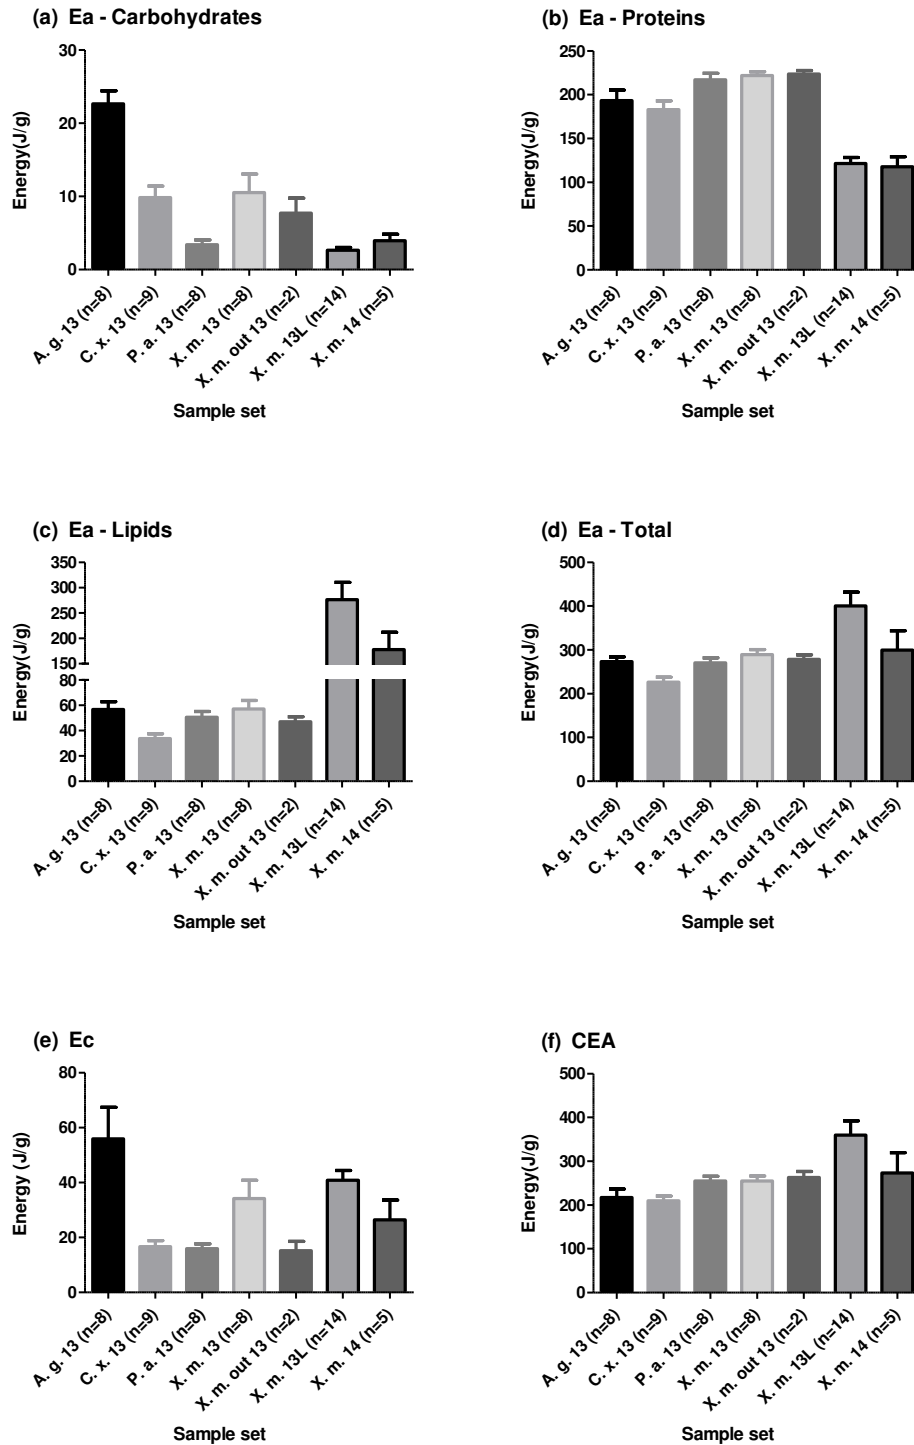 (a) Ea - Carbohydrates
Energy(J/g)
30
20
10
0
A. g. 13 (n=8)
C. x. 13 (n=9)
P. a. 13 (n=8)
X. m. 13 (n=8)
X. m. out 13 (n=2)
X. m. 13L (n=14)
X. m. 14 (n=5)
Sample set
(b) Ea - Proteins
Energy(J/g)
250
200
150
100
50
0
A. g. 13 (n=8)
C. x. 13 (n=9)
P. a. 13 (n=8)
X. m. 13 (n=8)
X. m. out 13 (n=2)
X. m. 13L (n=14)
X. m. 14 (n=5)
Sample set
(c) Ea - Lipids
Energy(J/g)
350
300
250
200
150
80
60
40
20
0
A. g. 13 (n=8)
C. x. 13 (n=9)
P. a. 13 (n=8)
X. m. 13 (n=8)
X. m. out 13 (n=2)
X. m. 13L (n=14)
X. m. 14 (n=5)
Sample set
(d) Ea - Total
Energy(J/g)
500
400
300
200
100
0
A. g. 13 (n=8)
C. x. 13 (n=9)
P. a. 13 (n=8)
X. m. 13 (n=8)
X. m. out 13 (n=2)
X. m. 13L (n=14)
X. m. 14 (n=5)
Sample set
(e) Ec
Energy (J/g)
80
60
40
20
0
A. g. 13 (n=8)
C. x. 13 (n=9)
P. a. 13 (n=8)
X. m. 13 (n=8)
X. m. out 13 (n=2)
X. m. 13L (n=14)
X. m. 14 (n=5)
Sample set
(f) CEA
Energy(J/g)
500
400
300
200
100
0
A. g. 13 (n=8)
C. x. 13 (n=9)
P. a. 13 (n=8)
X. m. 13 (n=8)
X. m. out 13 (n=2)
X. m. 13L (n=14)
X. m. 14 (n=5)
Sample set